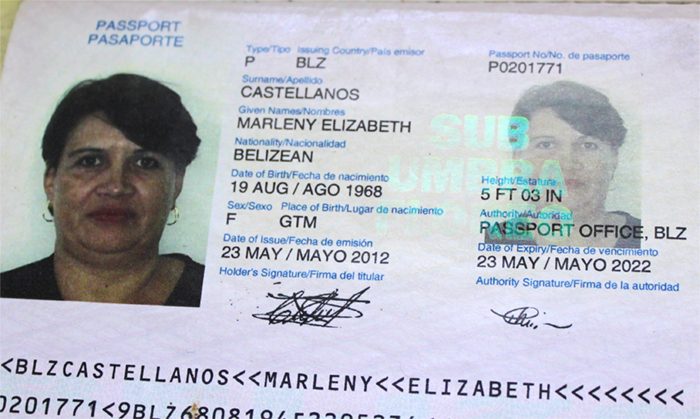 PASSPORT
PASAPORTE
Type/Tipo Issuing Country/País emisor Passport No/No. de pasaporte
P BLZ P0201771
Surname/Apellido
CASTELLANOS
Given Names/Nombres
MARLENY ELIZABETH
Nationality/Nacionalidad
BELIZEAN
Date of Birth/Fecha de nacimiento Height/Estatura
19 AUG / AGO 1968 5 FT 03 IN
Sex/Sexo Place of Birth/Lugar de nacimiento Authority/Autoridad
F GTM PASSPORT OFFICE, BLZ
Date of Issue/Fecha de emisión Date of Expiry/Fecha de vencimiento
23 MAY / MAYO 2012 23 MAY / MAYO 2022
Holder's Signature/Firma del titular Authority Signature/Firma de la autoridad
SUB
UMBRA
<BLZCASTELLANOS<<MARLENY<<ELIZABETH<<<<<<<<